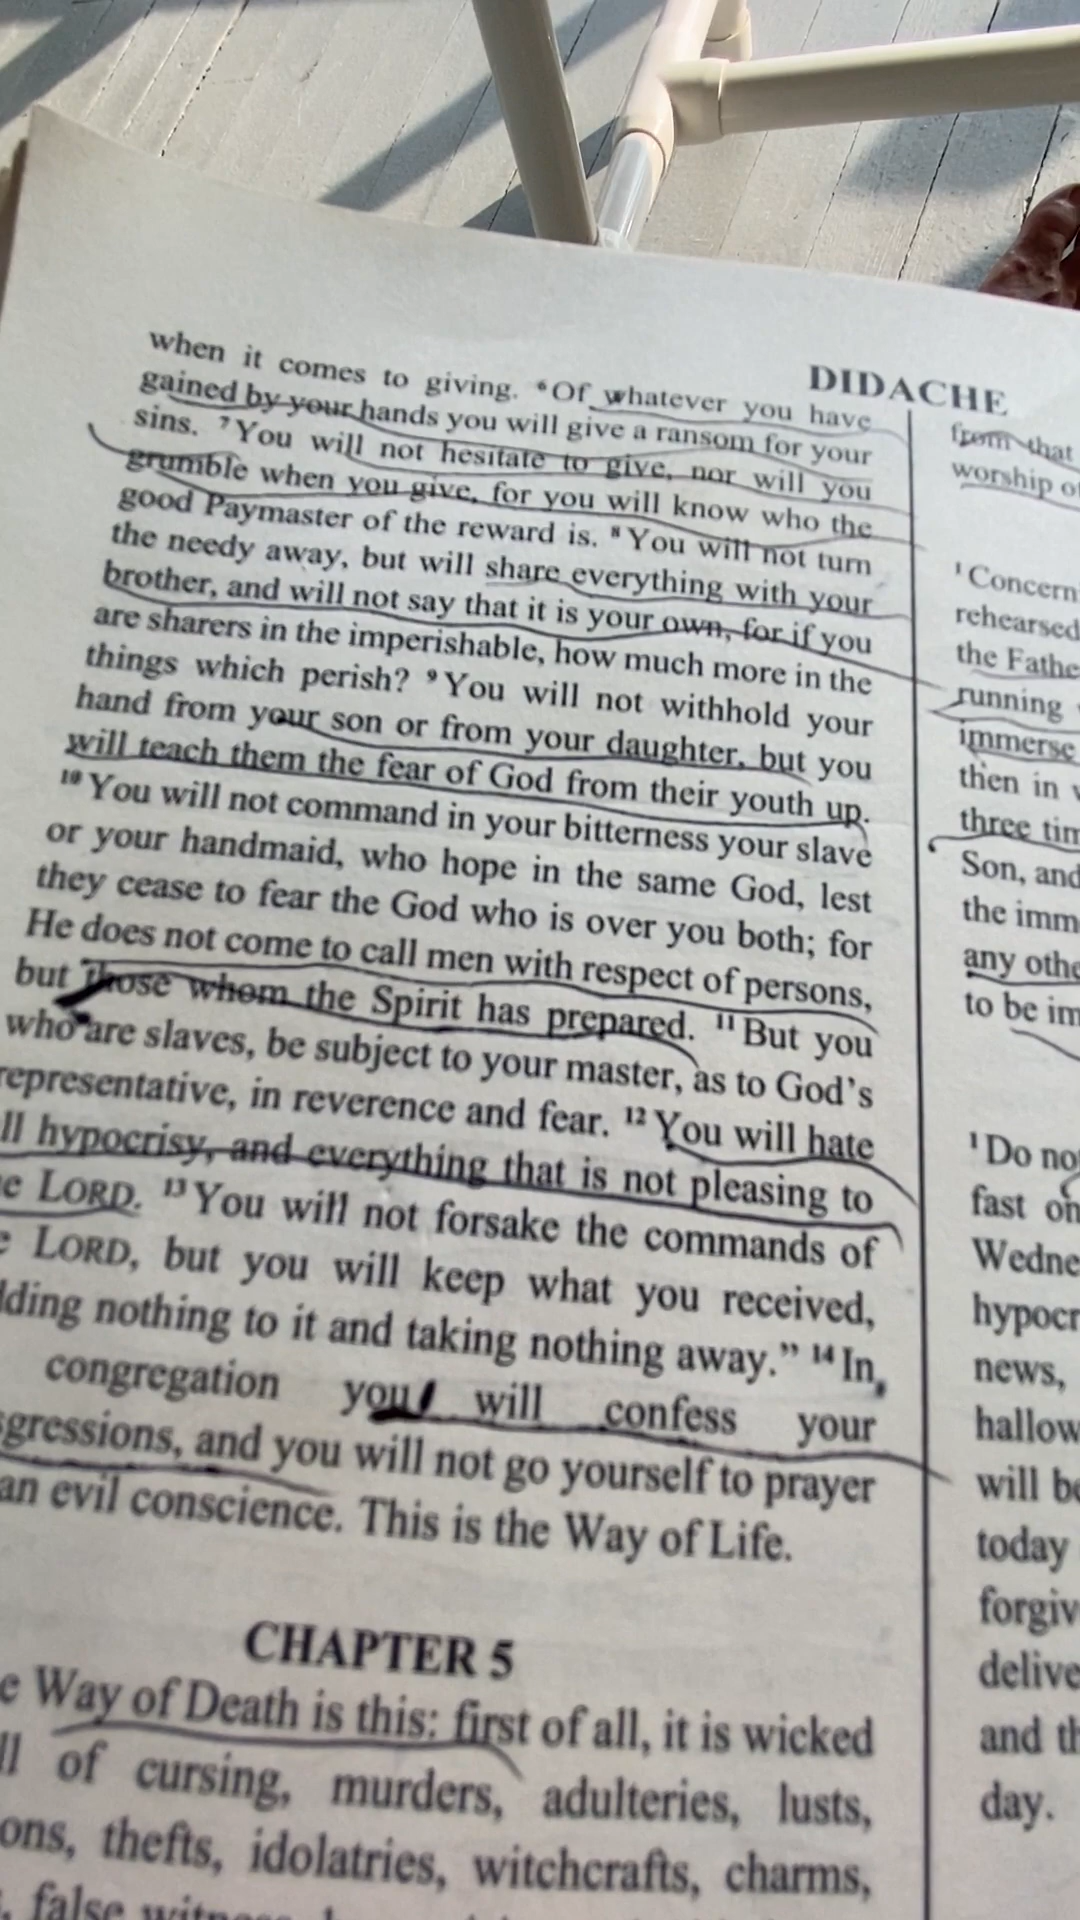 DIDACHE
when it comes to giving. ⁶Of whatever you have
gained by your hands you will give a ransom for your
sins. ⁷You will not hesitate to give, nor will you
grumble when you give, for you will know who the
good Paymaster of the reward is. ⁸You will not turn
the needy away, but will share everything with your
brother, and will not say that it is your own, for if you
are sharers in the imperishable, how much more in the
things which perish? ⁹You will not withhold your
hand from your son or from your daughter, but you
will teach them the fear of God from their youth up.
¹⁰You will not command in your bitterness your slave
or your handmaid, who hope in the same God, lest
they cease to fear the God who is over you both; for
He does not come to call men with respect of persons,
but those whom the Spirit has prepared. ¹¹But you
who are slaves, be subject to your master, as to God's
representative, in reverence and fear. ¹²You will hate
ll hypocrisy, and everything that is not pleasing to
e LORD. ¹³You will not forsake the commands of
e LORD, but you will keep what you received,
lding nothing to it and taking nothing away." ¹⁴In
congregation you will confess your
gressions, and you will not go yourself to prayer
an evil conscience. This is the Way of Life.
CHAPTER 5
e Way of Death is this: first of all, it is wicked
ll of cursing, murders, adulteries, lusts,
ons, thefts, idolatries, witchcrafts, charms,
false
from that
worship of
¹Concern
rehearsed
the Fathe
running
immerse
then in
three tim
Son, and
the imm
any othe
to be im
¹Do no
fast on
Wedne
hypocr
news,
hallow
will be
today
forgiv
delive
and th
day.